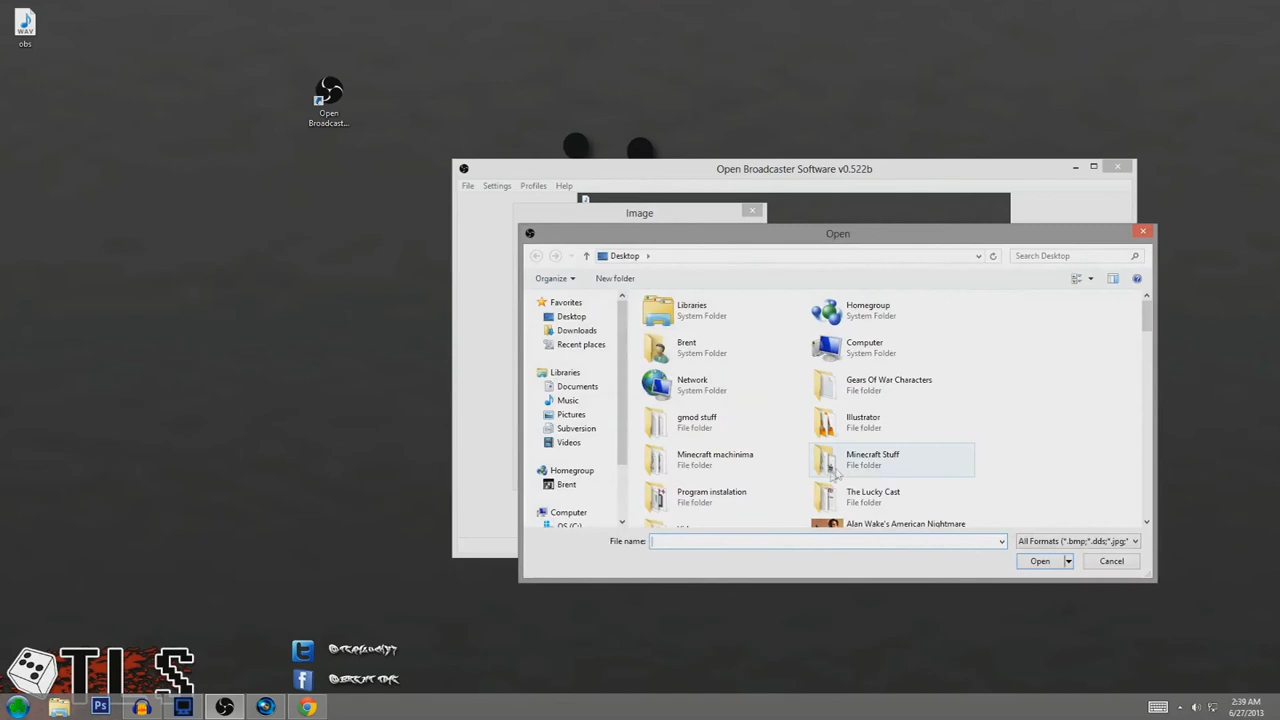 WAV
obs
Open
Broadcast...
Open Broadcaster Software v0.522b
File Settings Profiles Help
Image
Open
Desktop
Search Desktop
Organize New folder
Favorites
Desktop
Downloads
Recent places
Libraries
Documents
Music
Pictures
Subversion
Videos
Homegroup
Brent
Computer
OS (C:)
Libraries
System Folder
Homegroup
System Folder
Brent
System Folder
Computer
System Folder
Network
System Folder
Gears Of War Characters
File folder
gmod stuff
File folder
Illustrator
File folder
Minecraft machinima
File folder
Minecraft Stuff
File folder
Program instalation
File folder
The Lucky Cast
File folder
Alan Wake's American Nightmare
File name:
All Formats (*.bmp;*.dds;*.jpg;*
Open Cancel
TLS
Ps
2:39 AM
6/27/2013